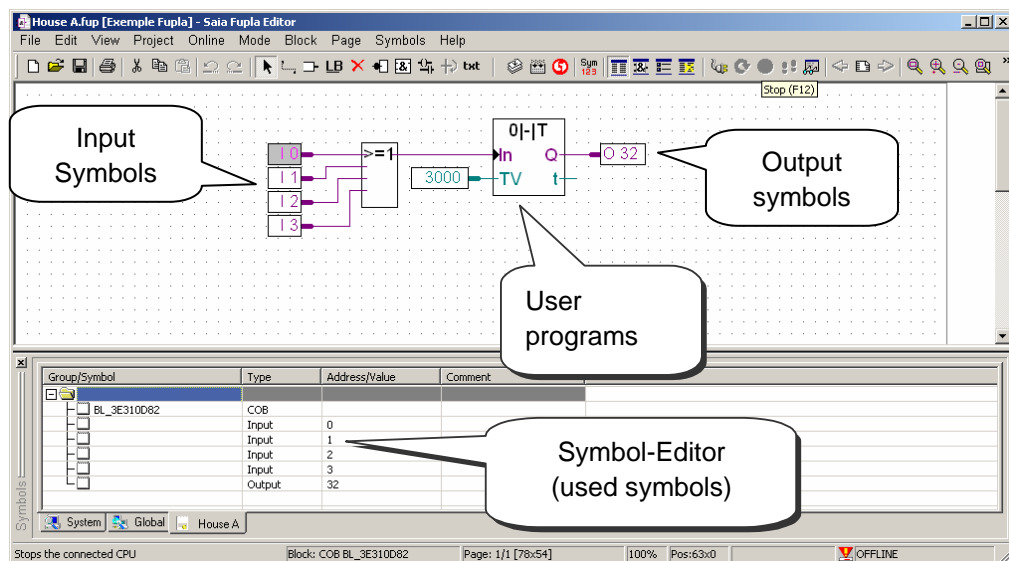 House A.fup [Exemple Fupla] - Saia Fupla Editor
File Edit View Project Online Mode Block Page Symbols Help
LB & txt Sym 123 &
Stop (F12)
Input
Symbols
I 0
I 1
I 2
I 3
>=1
3000
0|-|T
In Q
TV t
O 32
Output
symbols
User
programs
Group/Symbol Type Address/Value Comment
BL_3E310D82 COB
Input 0
Input 1
Input 2
Input 3
Output 32
Symbol-Editor
(used symbols)
Symbols
System Global House A
Stops the connected CPU Block: COB BL_3E310D82 Page: 1/1 [78x54] 100% Pos:63x0 OFFLINE